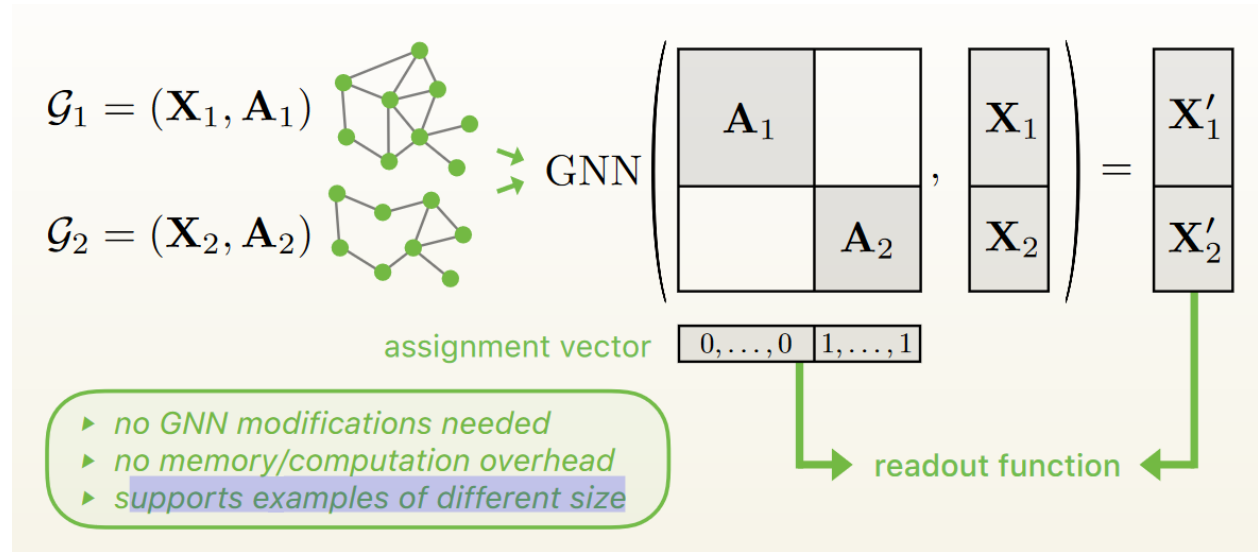 𝒢₁ = (X₁, A₁)
𝒢₂ = (X₂, A₂)
GNN ( A₁ A₂ , X₁ X₂ ) = X′₁ X′₂
assignment vector 0, . . . , 0 1, . . . , 1
▸ no GNN modifications needed
▸ no memory/computation overhead
▸ supports examples of different size
readout function